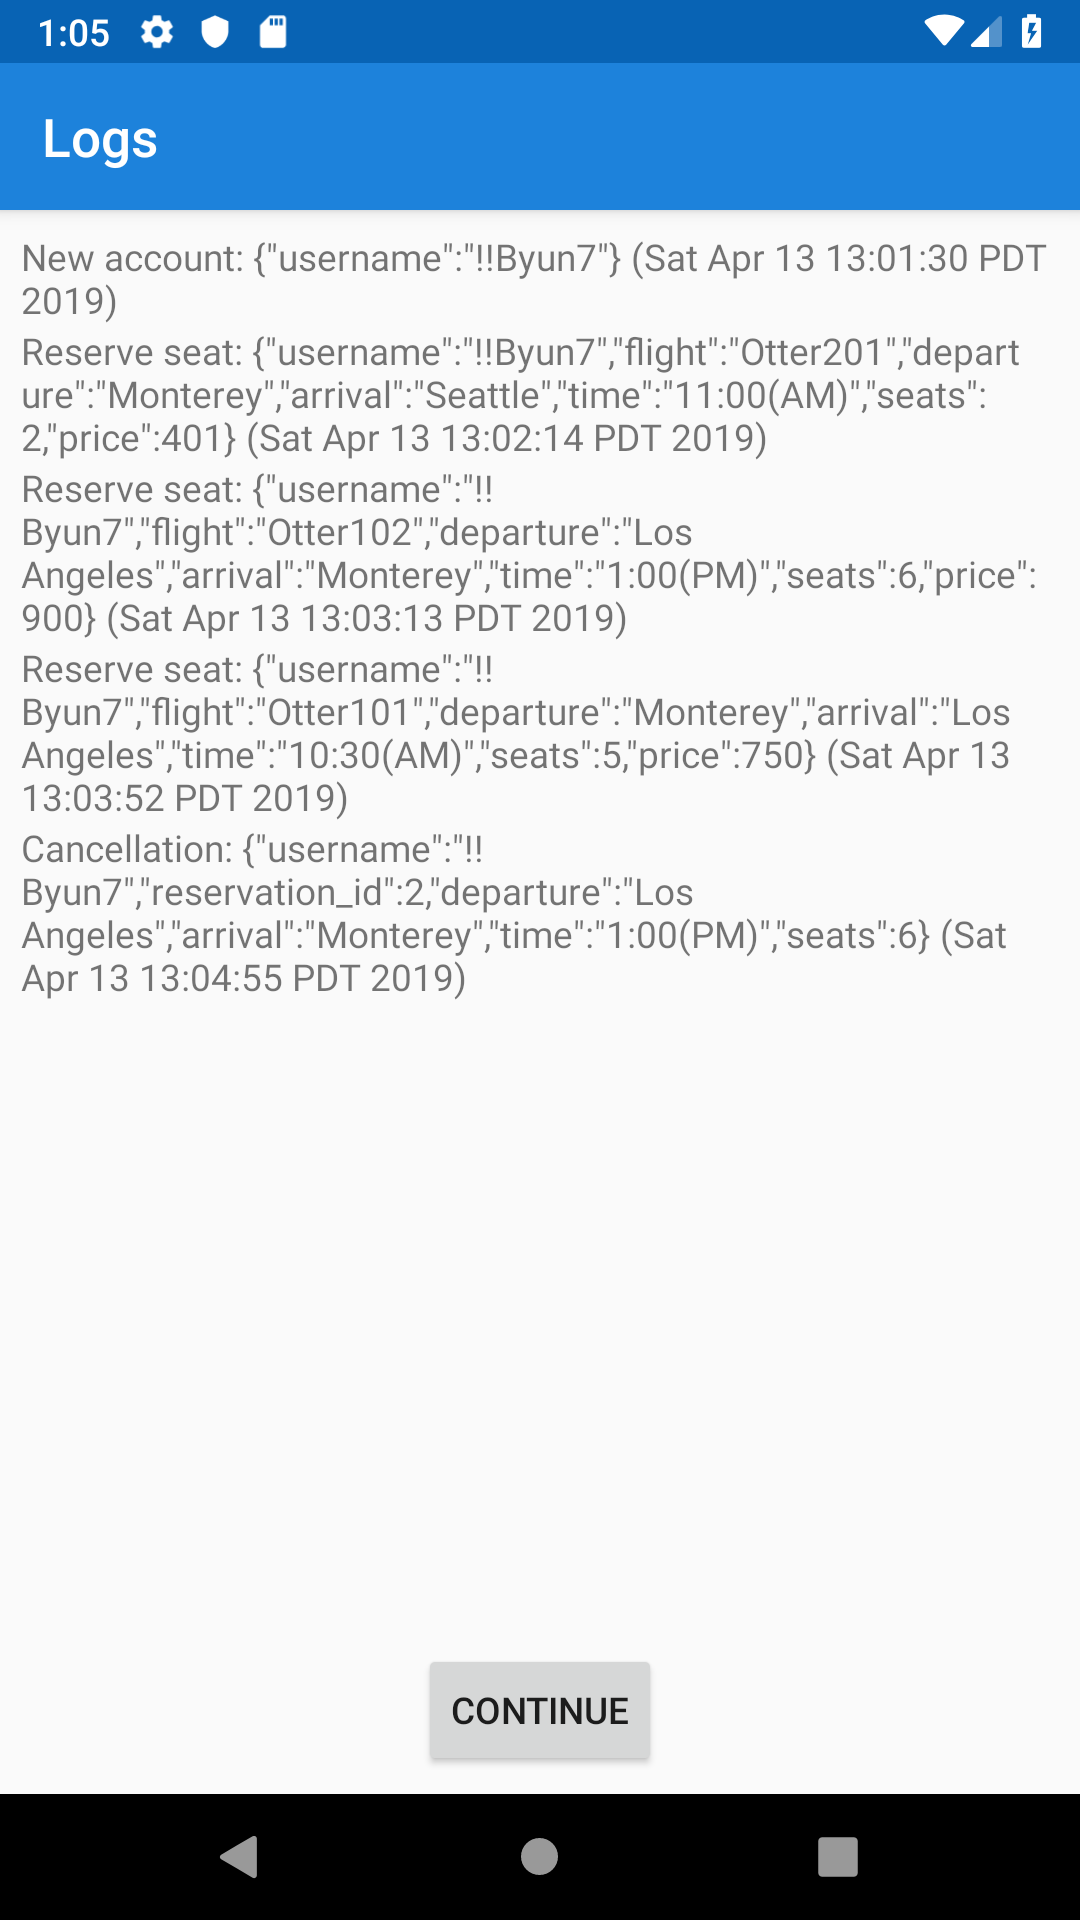 1:05
Logs
New account: {"username":"!!Byun7"} (Sat Apr 13 13:01:30 PDT
2019)
Reserve seat: {"username":"!!Byun7","flight":"Otter201","depart
ure":"Monterey","arrival":"Seattle","time":"11:00(AM)","seats":
2,"price":401} (Sat Apr 13 13:02:14 PDT 2019)
Reserve seat: {"username":"!!
Byun7","flight":"Otter102","departure":"Los
Angeles","arrival":"Monterey","time":"1:00(PM)","seats":6,"price":
900} (Sat Apr 13 13:03:13 PDT 2019)
Reserve seat: {"username":"!!
Byun7","flight":"Otter101","departure":"Monterey","arrival":"Los
Angeles","time":"10:30(AM)","seats":5,"price":750} (Sat Apr 13
13:03:52 PDT 2019)
Cancellation: {"username":"!!
Byun7","reservation_id":2,"departure":"Los
Angeles","arrival":"Monterey","time":"1:00(PM)","seats":6} (Sat
Apr 13 13:04:55 PDT 2019)
CONTINUE